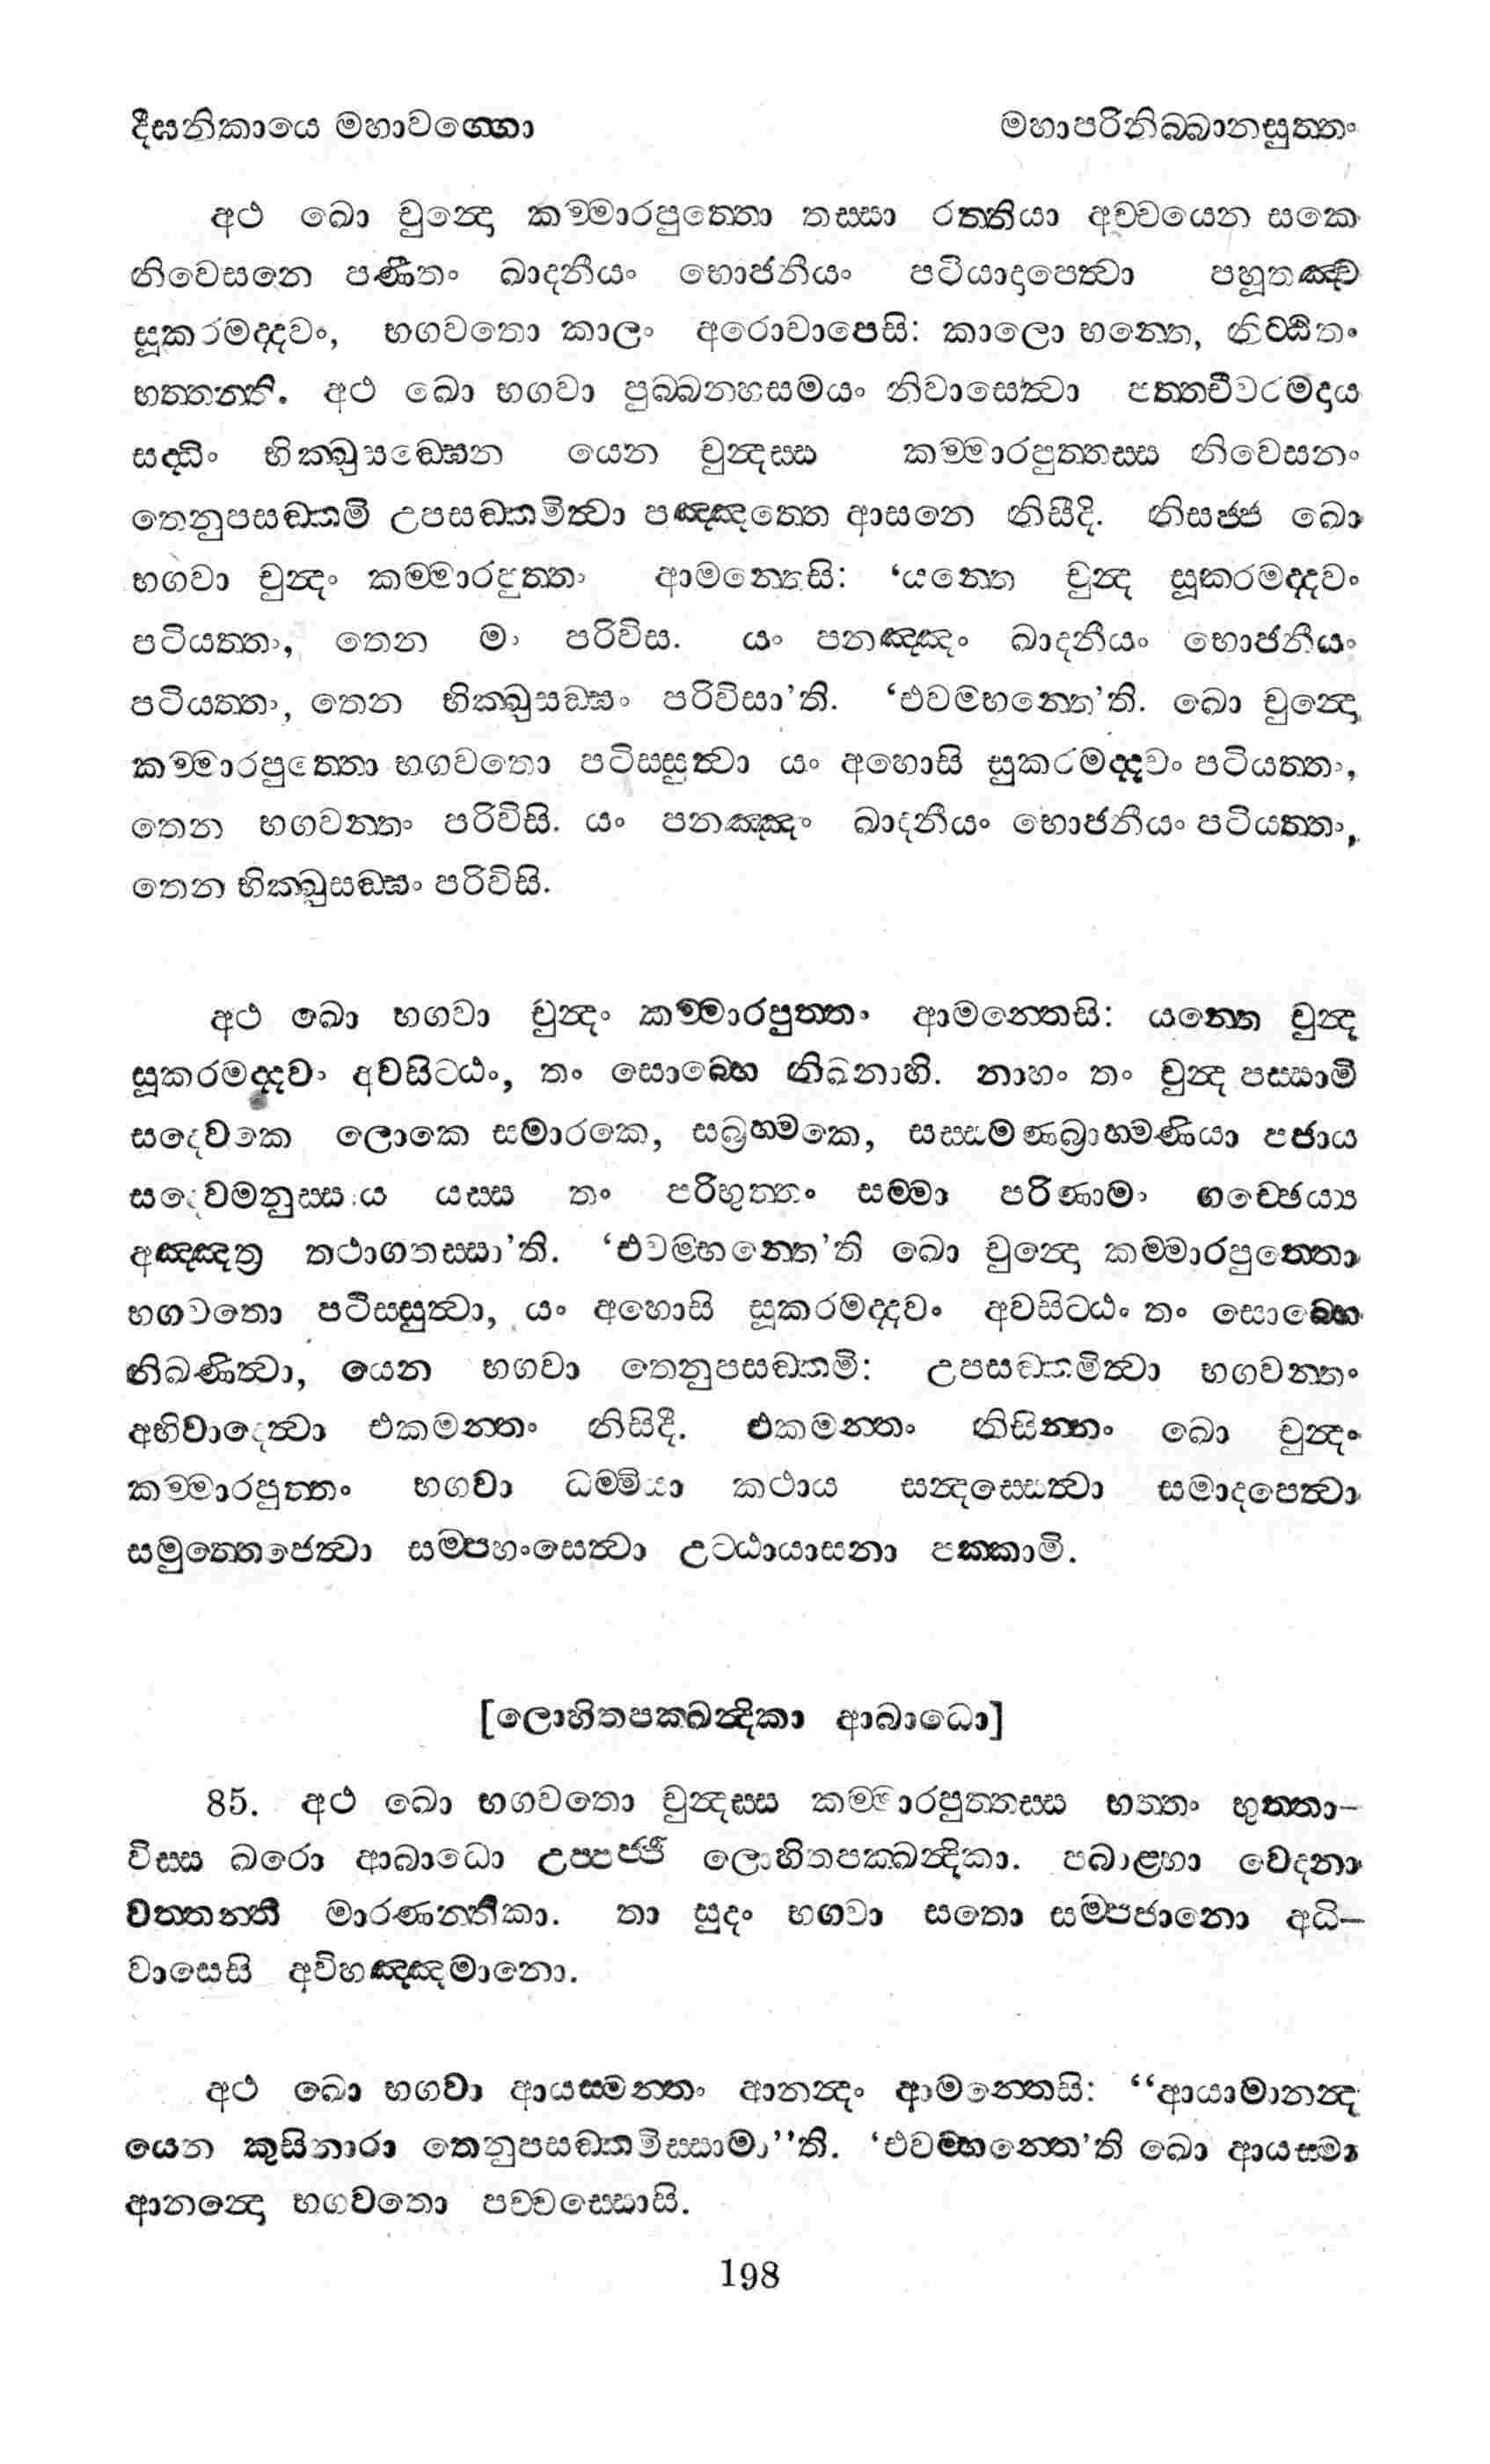 දීඝනිකායෙ මහාවග්ගො මහාපරිනිබ්බානසුත්තං
අථ ඛො චුන්දො කම්මාරපුත්තො තස්සා රත්තියා අච්චයෙන සකෙ
නිවෙසනෙ පණීතං ඛාදනීයං භොජනීයං පටියාදාපෙත්වා පහූතඤ්ච
සූකරමද්දවං, භගවතො කාලං අරොචාපෙසි: කාලො භන්තෙ, නිට්ඨිතං
භත්තන්ති. අථ ඛො භගවා පුබ්බන්හසමයං නිවාසෙත්වා පත්තචීවරමදාය
සද්ධිං භික්ඛුසඞ්ඝෙන යෙන චුන්දස්ස කම්මාරපුත්තස්ස නිවෙසනං
තෙනුපසඞ්කමි උපසඞ්කමිත්වා පඤ්ඤත්තෙ ආසනෙ නිසීදි. නිසජ්ජ ඛො
භගවා චුන්දං කම්මාරපුත්තං ආමන්තෙසි: ‘යන්තෙ චුන්ද සූකරමද්දවං
පටියත්තං, තෙන මං පරිවිස. යං පනඤ්ඤං ඛාදනීයං භොජනීයං
පටියත්තං, තෙන භික්ඛුසඞ්ඝං පරිවිසා’ති. ‘එවම්භන්තෙ’ති. ඛො චුන්දො
කම්මාරපුත්තො භගවතො පටිස්සුත්වා යං අහොසි සුකරමද්දවං පටියත්තං,
තෙන භගවන්තං පරිවිසි. යං පනඤ්ඤං ඛාදනීයං භොජනීයං පටියත්තං,
තෙන භික්ඛුසඞ්ඝං පරිවිසි.
අථ ඛො භගවා චුන්දං කම්මාරපුත්තං ආමන්තෙසි: යන්තෙ චුන්ද
සූකරමද්දවං අවසිට්ඨං, තං සොබ්භෙ නිඛනාහි. නාහං තං චුන්ද පස්සාමි
සදෙවකෙ ලොකෙ සමාරකෙ, සබ්‍රහ්මකෙ, සස්සමණබ්‍රාහ්මණියා පජාය
සදෙවමනුස්සාය යස්ස තං පරිභුත්තං සම්මා පරිණාමං ගච්ඡෙය්‍ය
අඤ්ඤත්‍ර තථාගතස්සා’ති. ‘එවම්භන්තෙ’ති ඛො චුන්දො කම්මාරපුත්තො
භගවතො පටිස්සුත්වා, යං අහොසි සූකරමද්දවං අවසිට්ඨං තං සොබ්භෙ
නිඛණිත්වා, යෙන භගවා තෙනුපසඞ්කමි: උපසඞ්කමිත්වා භගවන්තං
අභිවාදෙත්වා එකමන්තං නිසිදී. එකමන්තං නිසින්නං ඛො චුන්දං
කම්මාරපුත්තං භගවා ධම්මියා කථාය සන්දස්සෙත්වා සමාදපෙත්වා
සමුත්තෙජෙත්වා සම්පහංසෙත්වා උට්ඨායාසනා පක්කාමි.
[ලොහිතපක්ඛන්දිකා ආබාධො]
85. අථ ඛො භගවතො චුන්දස්ස කම්මාරපුත්තස්ස භත්තං භුත්තා–
විස්ස ඛරො ආබාධො උප්පජ්ජි ලොහිතපක්ඛන්දිකා. පබාළ්හා වෙදනා
වත්තන්තී මාරණන්තිකා. තා සුදං භගවා සතො සම්පජානො අධි–
වාසෙසි අවිහඤ්ඤමානො.
අථ ඛො භගවා ආයස්මන්තං ආනන්දං ආමන්තෙසි: “ආයාමානන්ද
යෙන කුසිනාරා තෙනුපසඞ්කමිස්සාමා”ති. ‘එවම්භන්තෙ’ති ඛො ආයස්මා
ආනන්දො භගවතො පච්චස්සොසි.
198